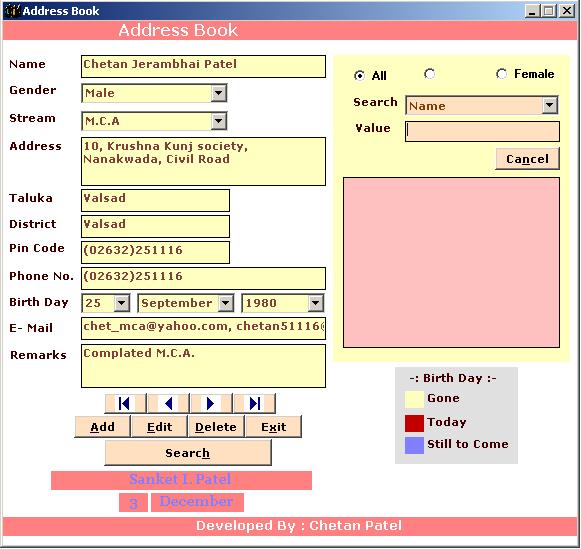 Address Book
Address Book
Name Chetan Jerambhai Patel
Gender Male
Stream M.C.A
Address 10, Krushna Kunj society,
Nanakwada, Civil Road
Taluka Valsad
District Valsad
Pin Code (02632)251116
Phone No. (02632)251116
Birth Day 25 September 1980
E- Mail chet_mca@yahoo.com, chetan51116@
Remarks Complated M.C.A.
Add Edit Delete Exit
Search
Sanket I. Patel
3 December
All Female
Search Name
Value
Cancel
-: Birth Day :-
Gone
Today
Still to Come
Developed By : Chetan Patel